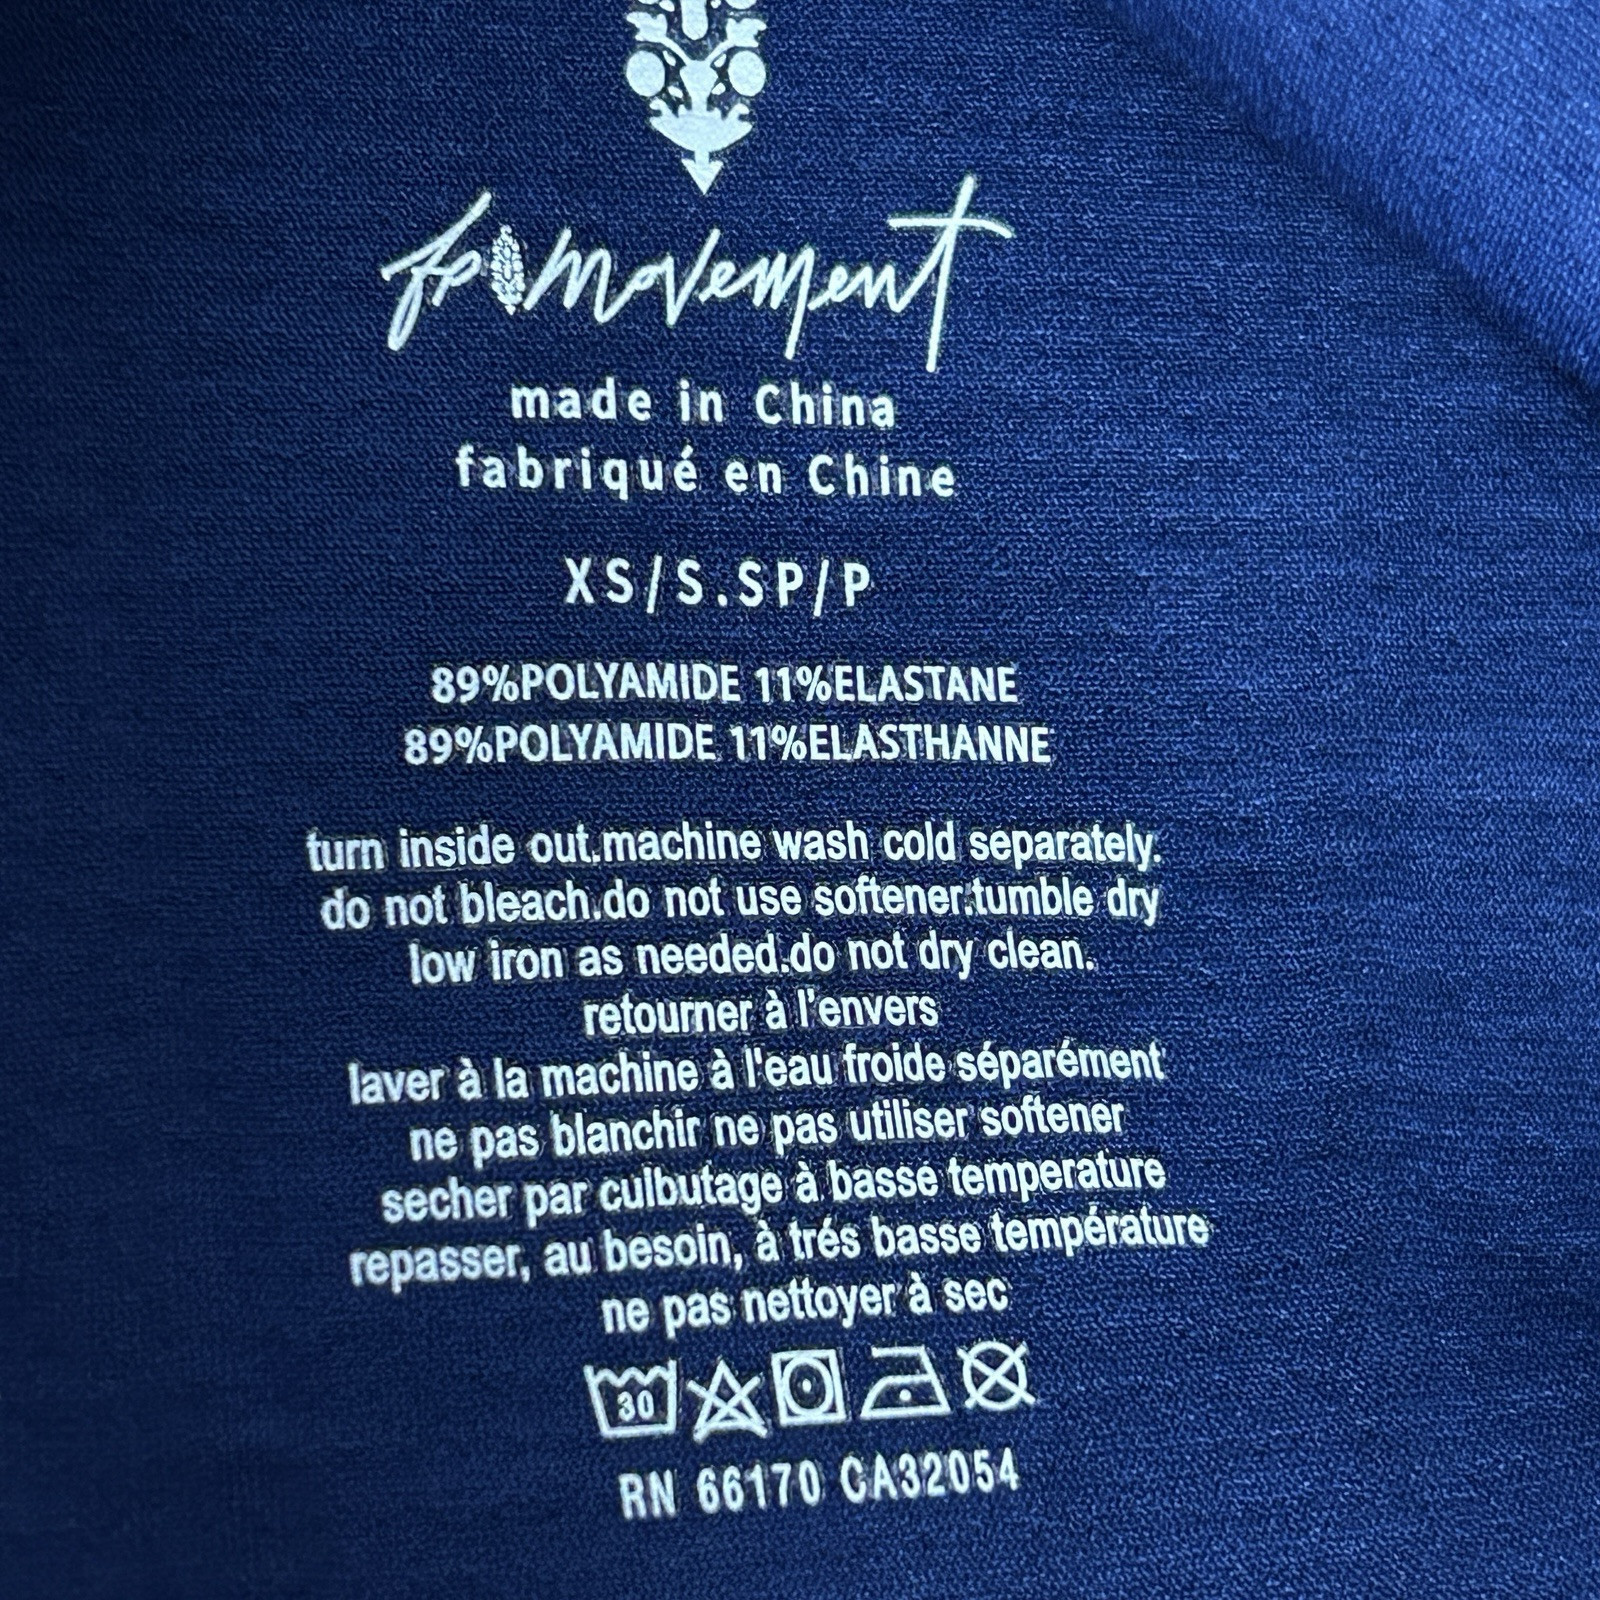 fp movement
made in China
fabriqué en Chine
XS/S.SP/P
89%POLYAMIDE 11%ELASTANE
89%POLYAMIDE 11%ELASTHANNE
turn inside out.machine wash cold separately.
do not bleach.do not use softener.tumble dry
low iron as needed.do not dry clean.
retourner à l'envers
laver à la machine à l'eau froide séparément
ne pas blanchir ne pas utiliser softener
secher par culbutage à basse temperature
repasser, au besoin, à trés basse température
ne pas nettoyer à sec
30
RN 66170 CA32054